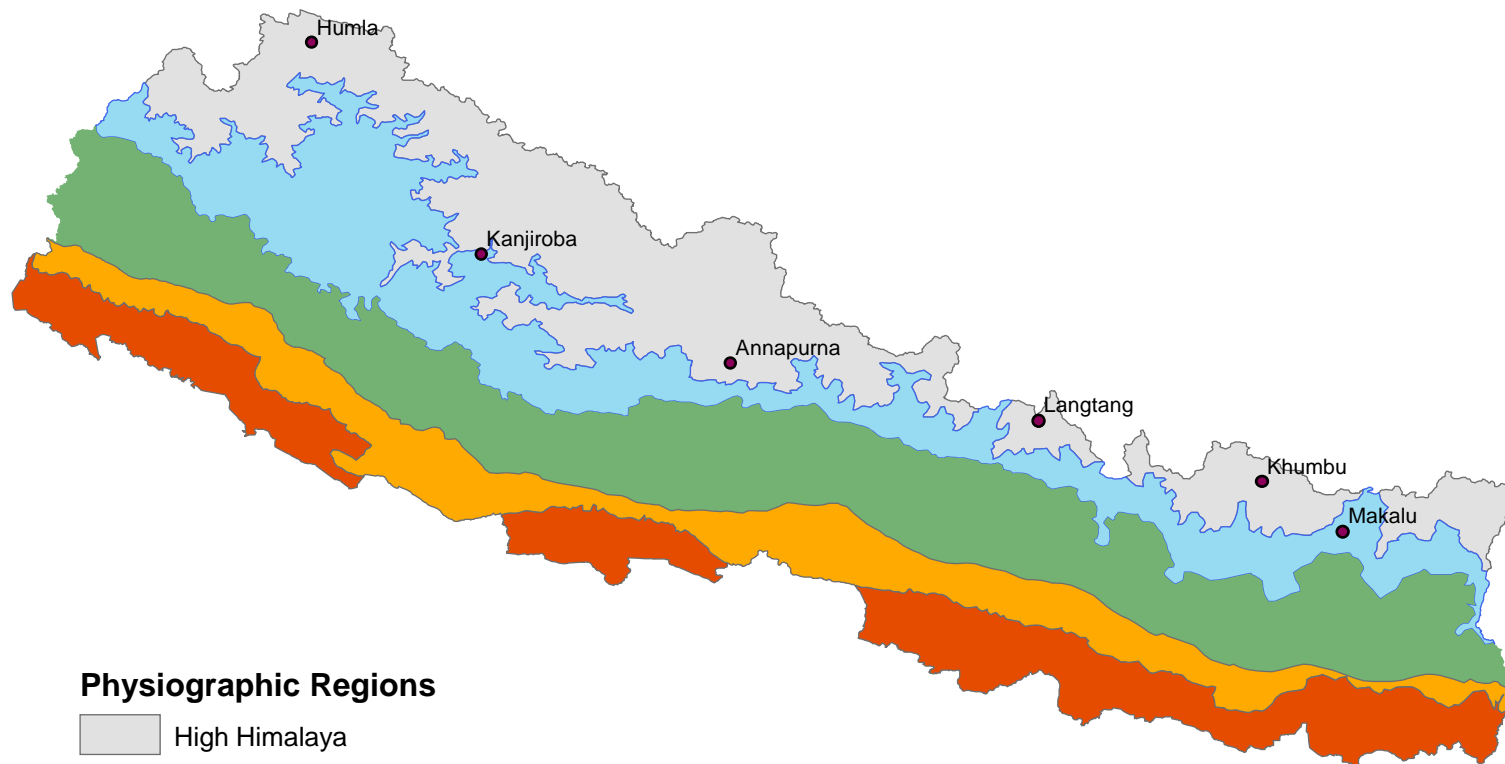 Humla
Kanjiroba
Annapurna
Langtang
Khumbu
Makalu
Physiographic Regions
High Himalaya